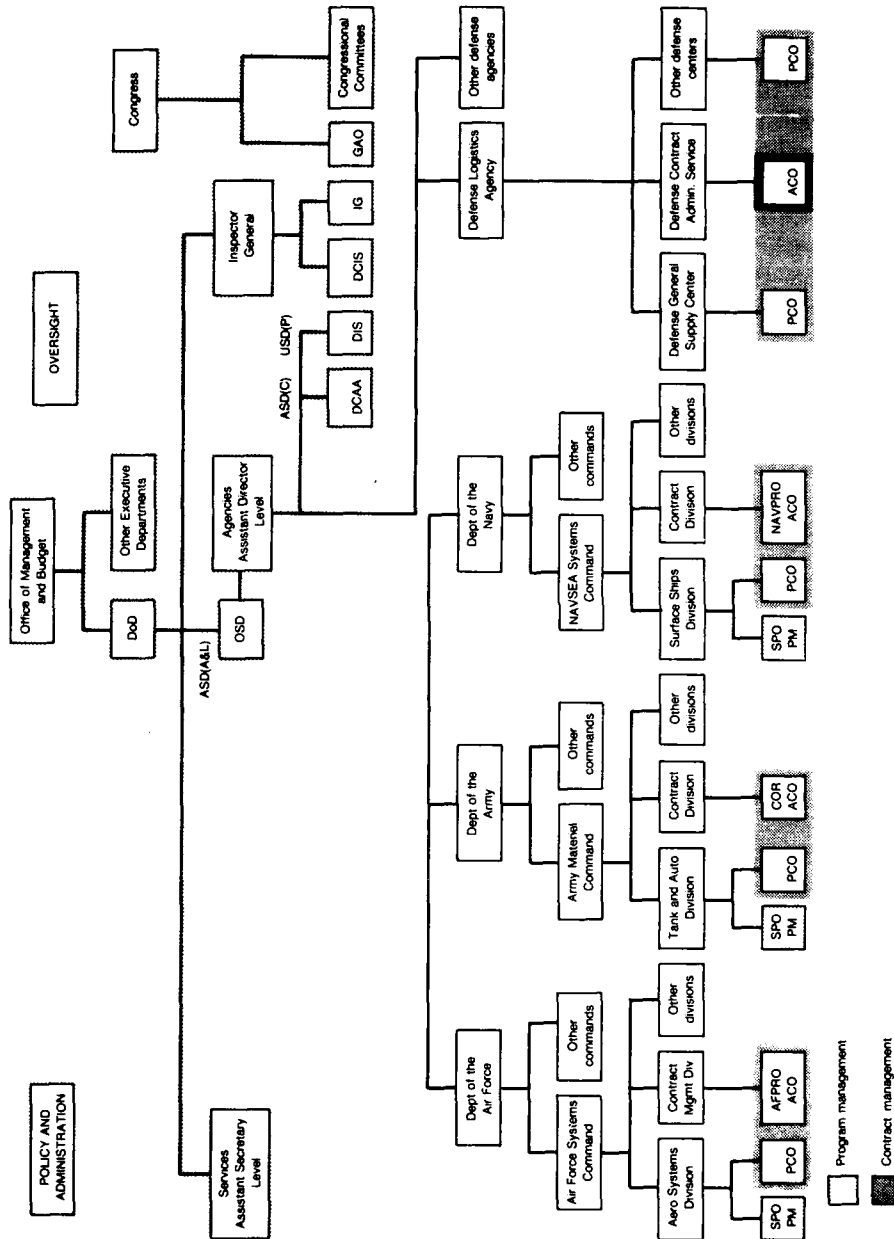 POLICY AND
ADMINISTRATION
OVERSIGHT
Office of Management
and Budget
Congress
DoD
Other Executive
Departments
GAO
Congressional
Committees
ASD(A&L)
Services
Assistant Secretary
Level
OSD
Agencies
Assistant Director
Level
Inspector
General
ASD(C)
USD(P)
DCAA
DIS
DCIS
IG
Dept of the
Air Force
Dept of the
Army
Dept of the
Navy
Defense Logistics
Agency
Other defense
agencies
Air Force Systems
Command
Other
commands
Army Materiel
Command
Other
commands
NAVSEA Systems
Command
Other
commands
Aero Systems
Division
Contract
Mgmt Div
Other
divisions
Tank and Auto
Division
Contract
Division
Other
divisions
Surface Ships
Division
Contract
Division
Other
divisions
Defense General
Supply Center
Defense Contract
Admin. Service
Other defense
centers
SPO
PM
PCO
AFPRO
ACO
SPO
PM
PCO
COR
ACO
SPO
PM
PCO
NAVPRO
ACO
PCO
ACO
PCO
Program management
Contract management